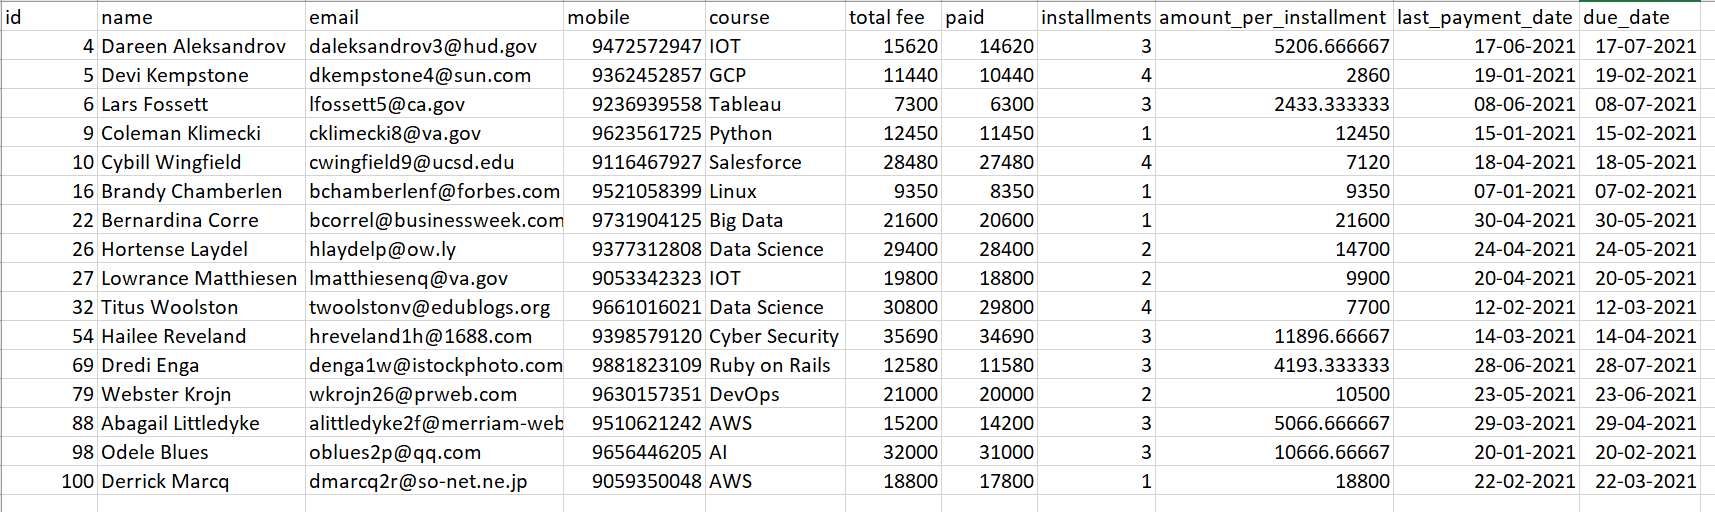 id name email mobile course total fee paid installments amount_per_installment last_payment_date due_date
4 Dareen Aleksandrov daleksandrov3@hud.gov 9472572947 IOT 15620 14620 3 5206.666667 17-06-2021 17-07-2021
5 Devi Kempstone dkempstone4@sun.com 9362452857 GCP 11440 10440 4 2860 19-01-2021 19-02-2021
6 Lars Fossett lfossett5@ca.gov 9236939558 Tableau 7300 6300 3 2433.333333 08-06-2021 08-07-2021
9 Coleman Klimecki cklimecki8@va.gov 9623561725 Python 12450 11450 1 12450 15-01-2021 15-02-2021
10 Cybill Wingfield cwingfield9@ucsd.edu 9116467927 Salesforce 28480 27480 4 7120 18-04-2021 18-05-2021
16 Brandy Chamberlen bchamberlenf@forbes.com 9521058399 Linux 9350 8350 1 9350 07-01-2021 07-02-2021
22 Bernardina Corre bcorrel@businessweek.com 9731904125 Big Data 21600 20600 1 21600 30-04-2021 30-05-2021
26 Hortense Laydel hlaydelp@ow.ly 9377312808 Data Science 29400 28400 2 14700 24-04-2021 24-05-2021
27 Lowrance Matthiesen lmatthiesenq@va.gov 9053342323 IOT 19800 18800 2 9900 20-04-2021 20-05-2021
32 Titus Woolston twoolstonv@edublogs.org 9661016021 Data Science 30800 29800 4 7700 12-02-2021 12-03-2021
54 Hailee Reveland hreveland1h@1688.com 9398579120 Cyber Security 35690 34690 3 11896.66667 14-03-2021 14-04-2021
69 Dredi Enga denga1w@istockphoto.com 9881823109 Ruby on Rails 12580 11580 3 4193.333333 28-06-2021 28-07-2021
79 Webster Krojn wkrojn26@prweb.com 9630157351 DevOps 21000 20000 2 10500 23-05-2021 23-06-2021
88 Abagail Littledyke alittledyke2f@merriam-web 9510621242 AWS 15200 14200 3 5066.666667 29-03-2021 29-04-2021
98 Odele Blues oblues2p@qq.com 9656446205 AI 32000 31000 3 10666.66667 20-01-2021 20-02-2021
100 Derrick Marcq dmarcq2r@so-net.ne.jp 9059350048 AWS 18800 17800 1 18800 22-02-2021 22-03-2021